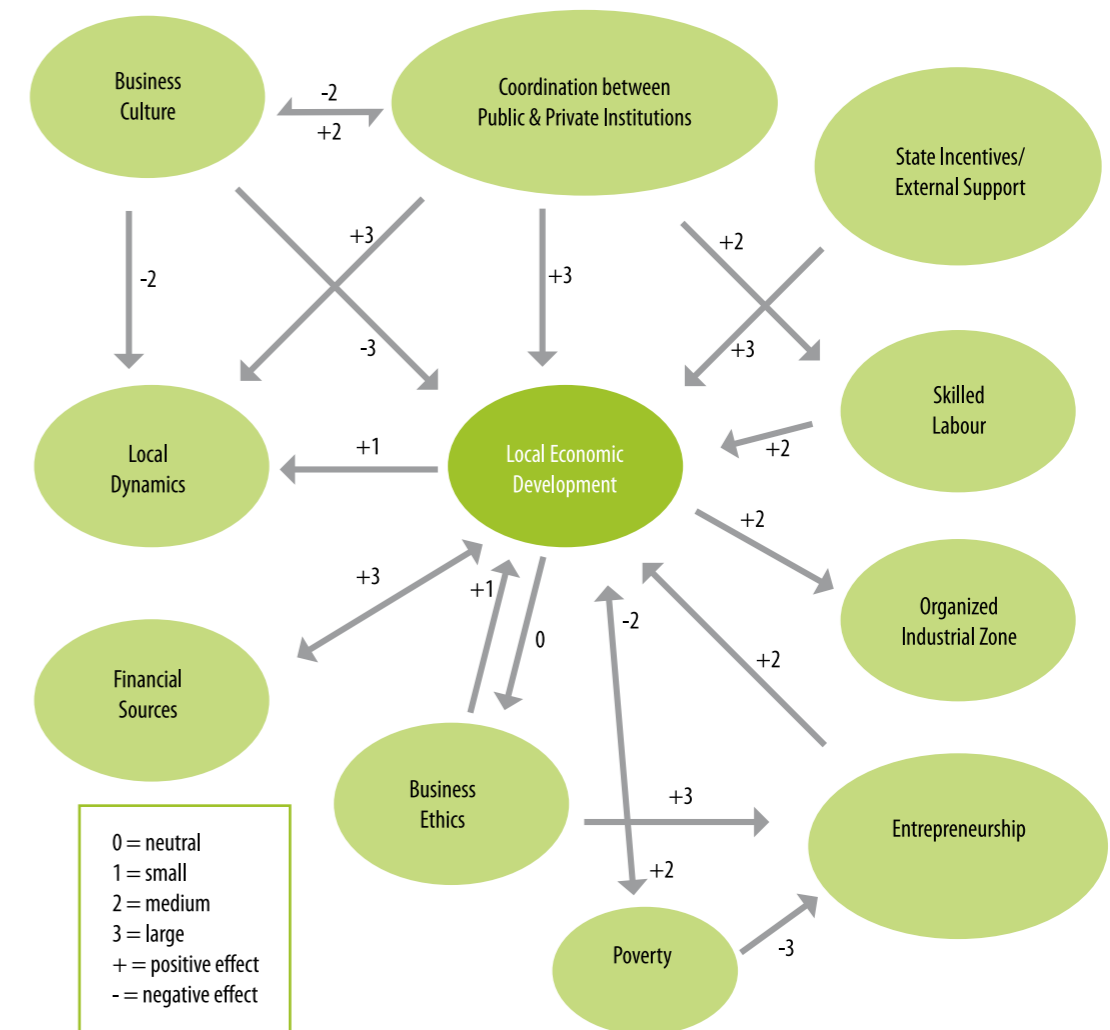 Business
Culture
-2
+2
Coordination between
Public & Private Institutions
State Incentives/
External Support
-2
+3
-3
+3
+2
+3
Local
Dynamics
+1
Local Economic
Development
Skilled
Labour
+2
+2
Organized
Industrial Zone
+3
+1
0
-2
+2
Financial
Sources
Business
Ethics
+3
+2
Entrepreneurship
Poverty
-3
0 = neutral
1 = small
2 = medium
3 = large
+ = positive effect
- = negative effect